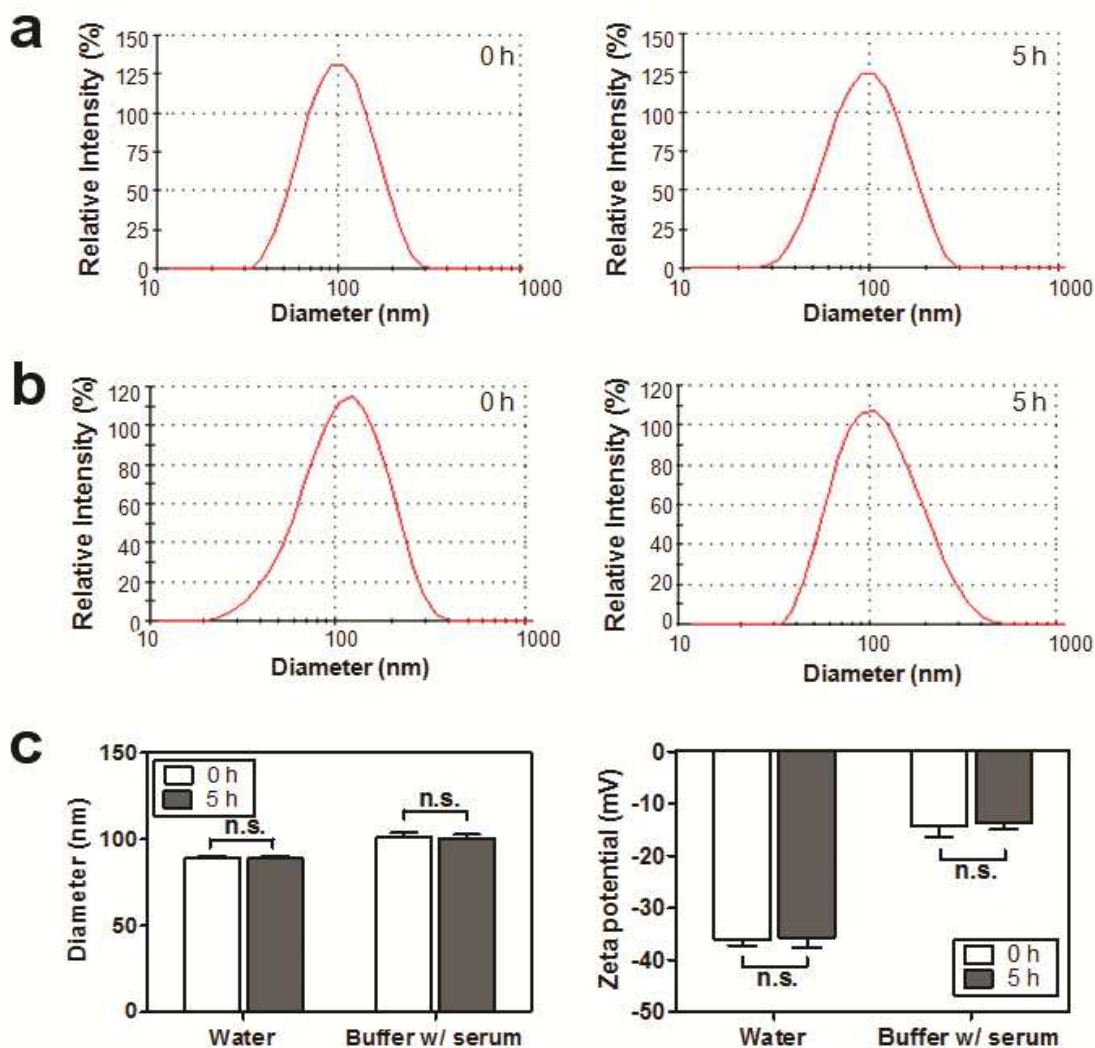 a
Relative Intensity (%)
150
125
100
75
50
25
0
0 h
10
100
1000
Diameter (nm)
Relative Intensity (%)
150
125
100
75
50
25
0
5 h
10
100
1000
Diameter (nm)
b
Relative Intensity (%)
120
100
80
60
40
20
0
0 h
10
100
1000
Diameter (nm)
Relative Intensity (%)
120
100
80
60
40
20
0
5 h
10
100
1000
Diameter (nm)
c
Diameter (nm)
150
100
50
0
0 h
5 h
n.s.
n.s.
Water
Buffer w/ serum
Zeta potential (mV)
0
-10
-20
-30
-40
-50
n.s.
n.s.
0 h
5 h
Water
Buffer w/ serum